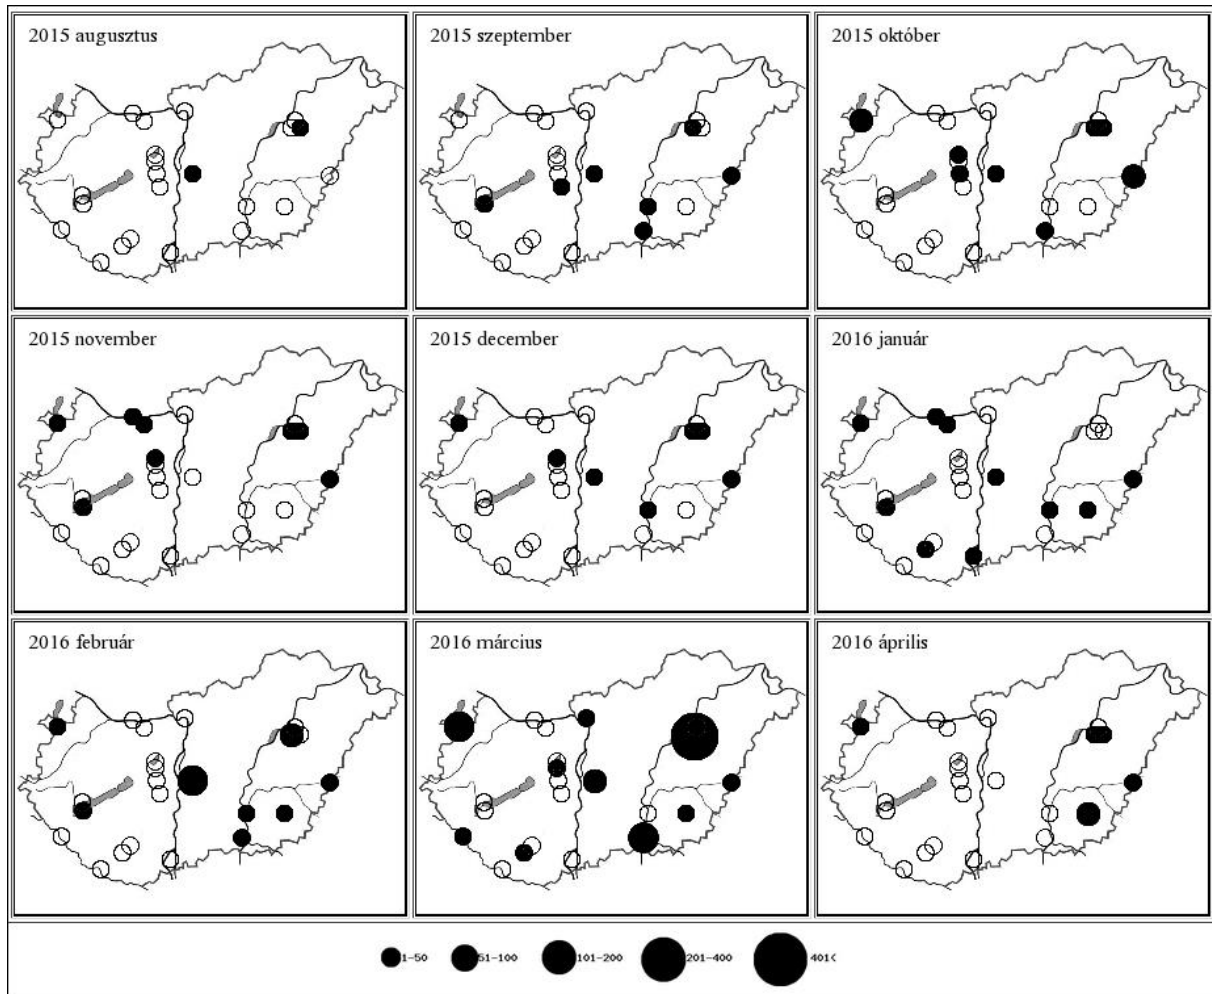 2015 augusztus
2015 szeptember
2015 október
2015 november
2015 december
2016 január
2016 február
2016 március
2016 április
1-50
51-100
101-200
201-400
401<